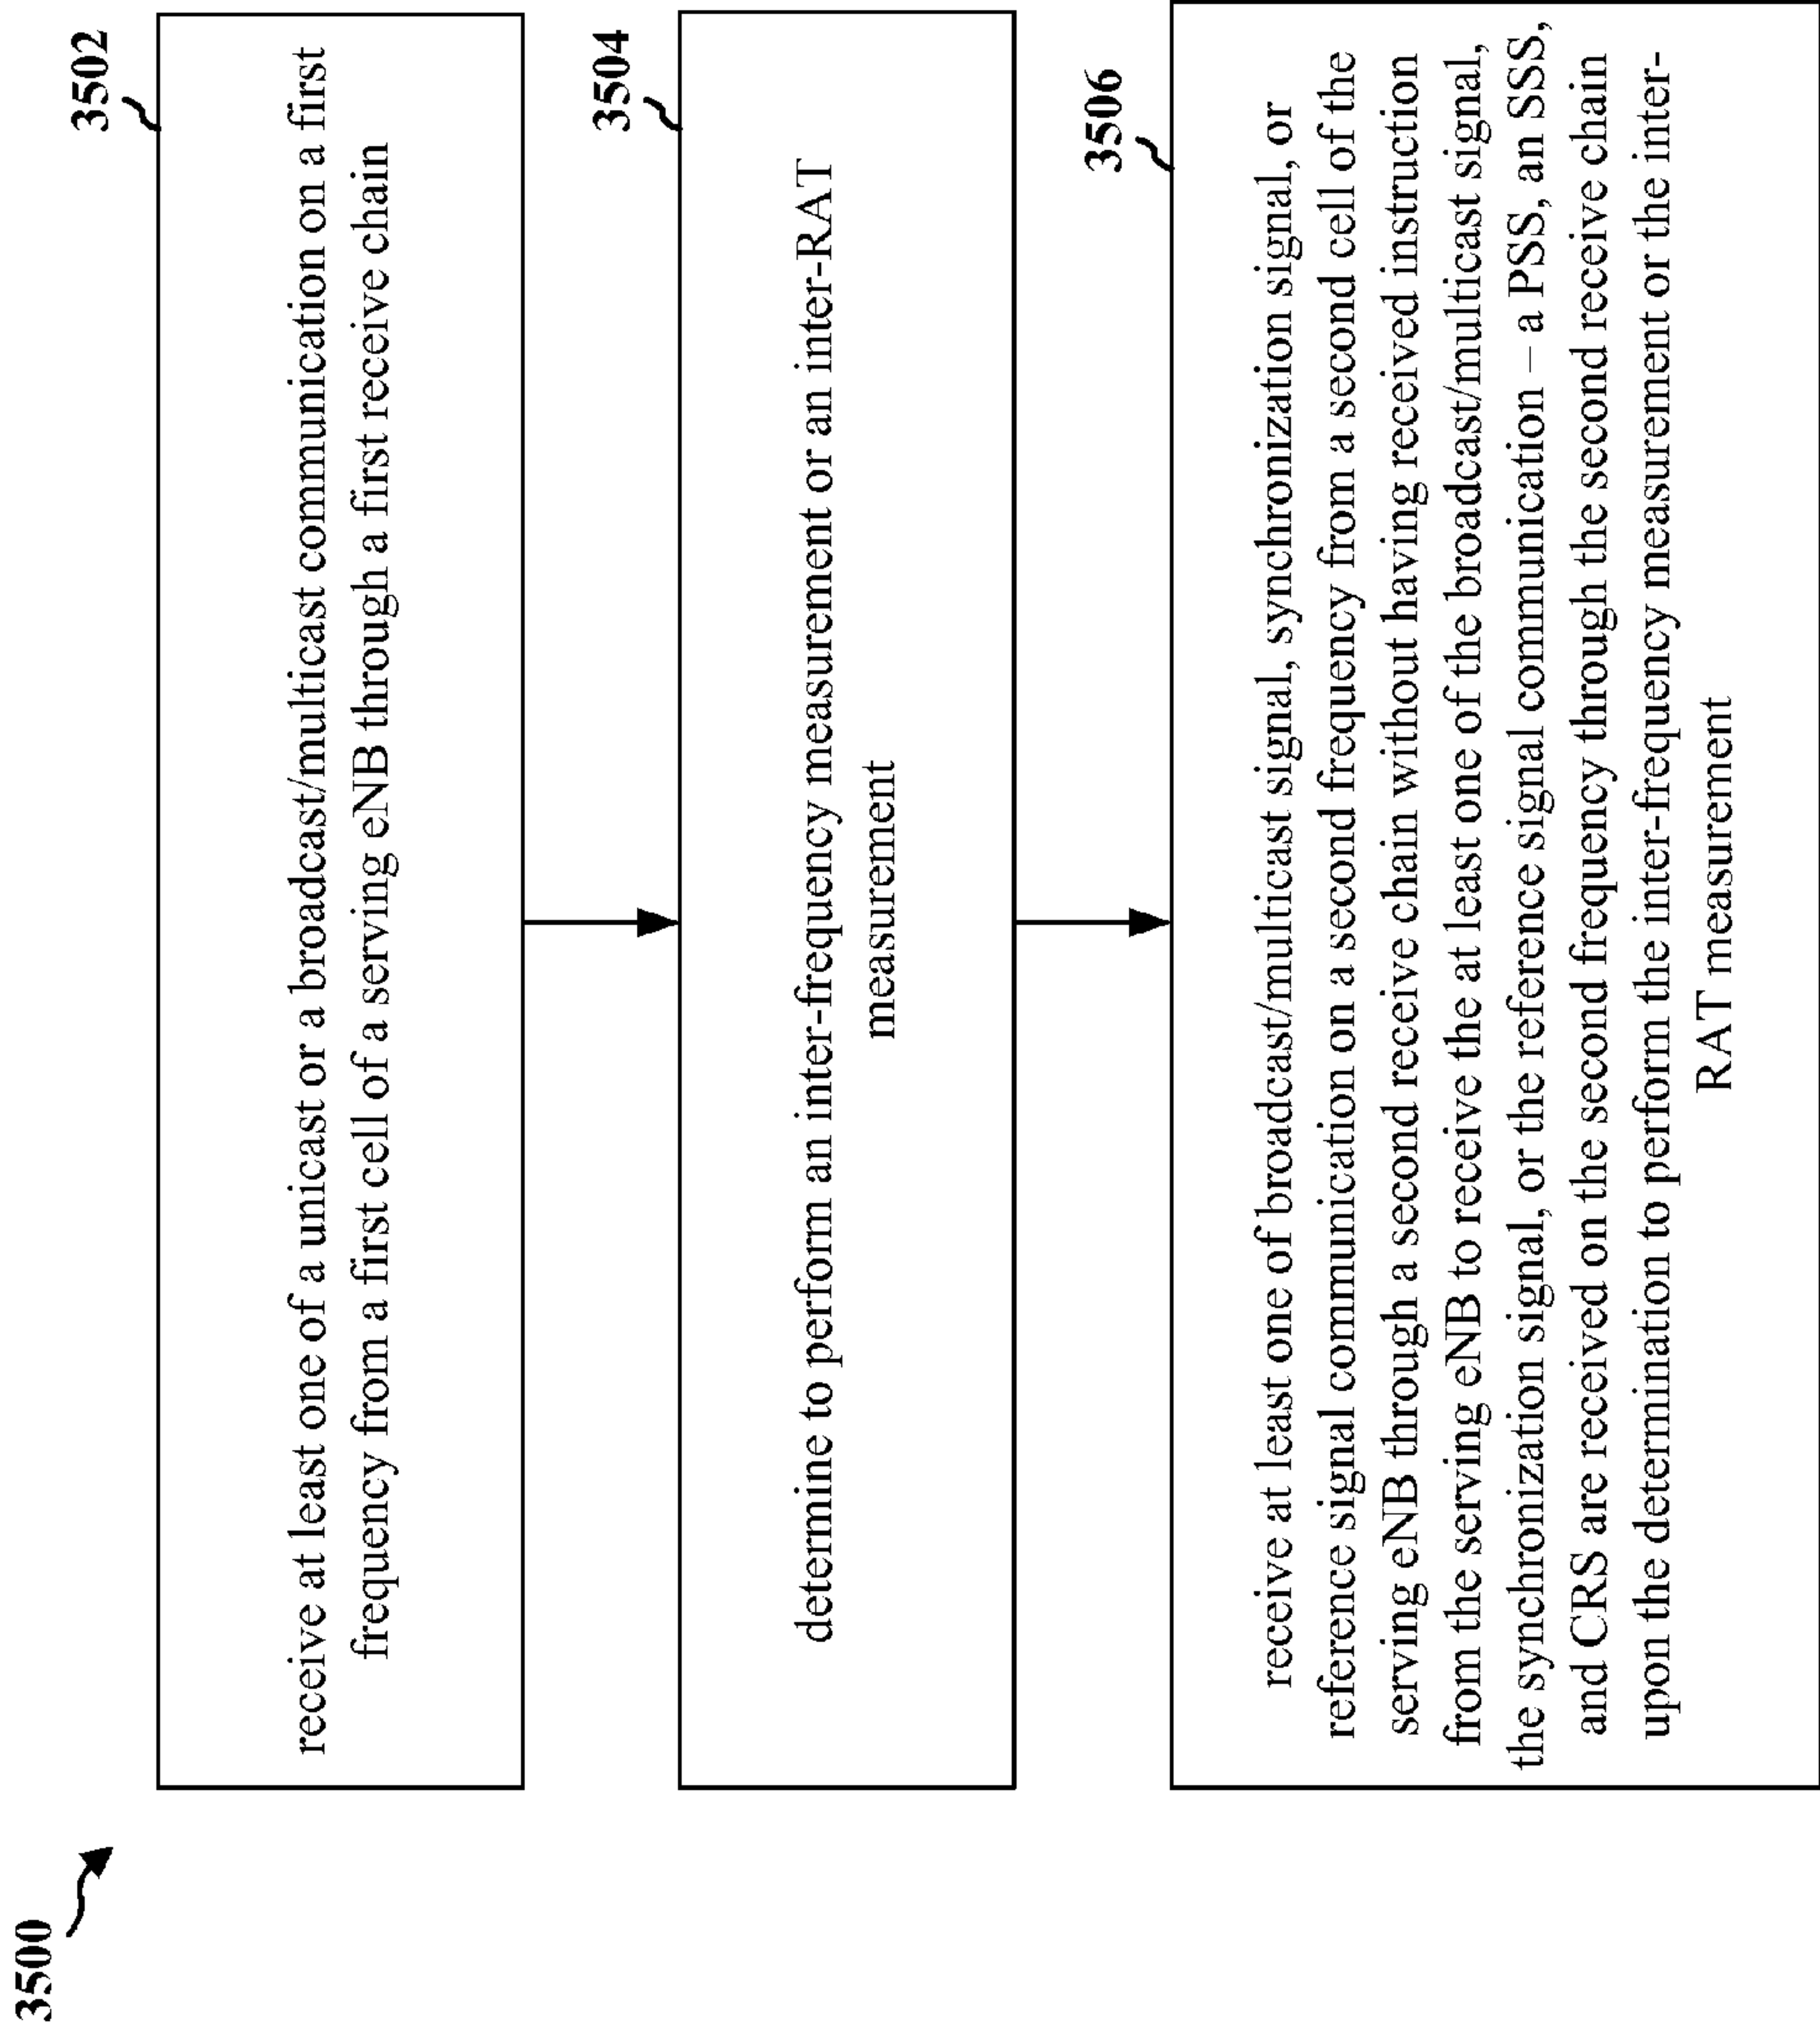 3500
3502
receive at least one of a unicast or a broadcast/multicast communication on a first
frequency from a first cell of a serving eNB through a first receive chain
3504
determine to perform an inter-frequency measurement or an inter-RAT
measurement
3506
receive at least one of broadcast/multicast signal, synchronization signal, or
reference signal communication on a second frequency from a second cell of the
serving eNB through a second receive chain without having received instruction
from the serving eNB to receive the at least one of the broadcast/multicast signal,
the synchronization signal, or the reference signal communication – a PSS, an SSS,
and CRS are received on the second frequency through the second receive chain
upon the determination to perform the inter-frequency measurement or the inter-
RAT measurement